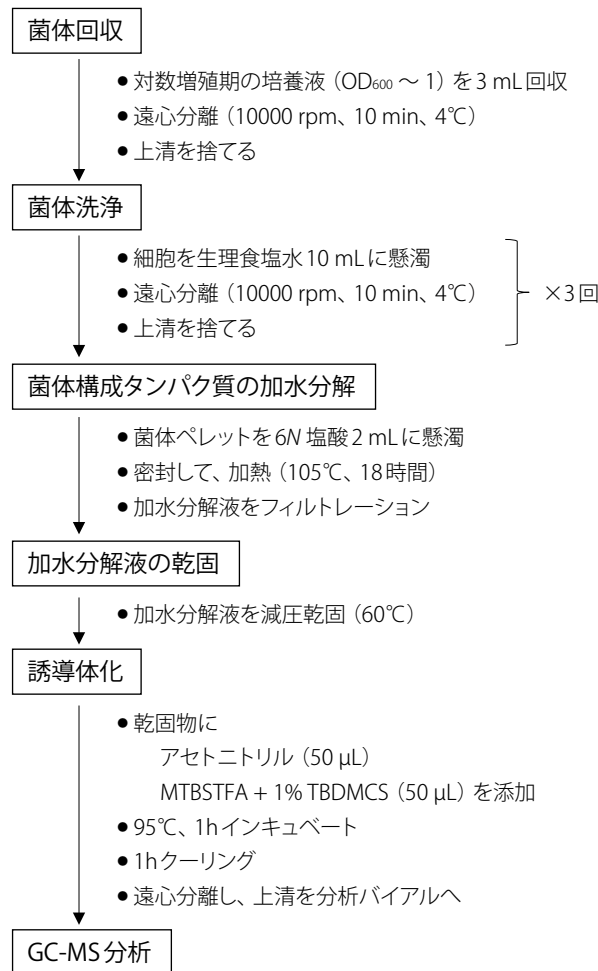 菌体回収
● 対数増殖期の培養液（OD₆₀₀ ～ 1）を3 mL回収
● 遠心分離（10000 rpm、10 min、4℃）
● 上清を捨てる
菌体洗浄
● 細胞を生理食塩水10 mLに懸濁
● 遠心分離（10000 rpm、10 min、4℃）
● 上清を捨てる
×3回
菌体構成タンパク質の加水分解
● 菌体ペレットを6N 塩酸2 mLに懸濁
● 密封して、加熱（105℃、18時間）
● 加水分解液をフィルトレーション
加水分解液の乾固
● 加水分解液を減圧乾固（60℃）
誘導体化
● 乾固物に
アセトニトリル（50 µL）
MTBSTFA + 1% TBDMCS（50 µL）を添加
● 95℃、1hインキュベート
● 1hクーリング
● 遠心分離し、上清を分析バイアルへ
GC-MS分析